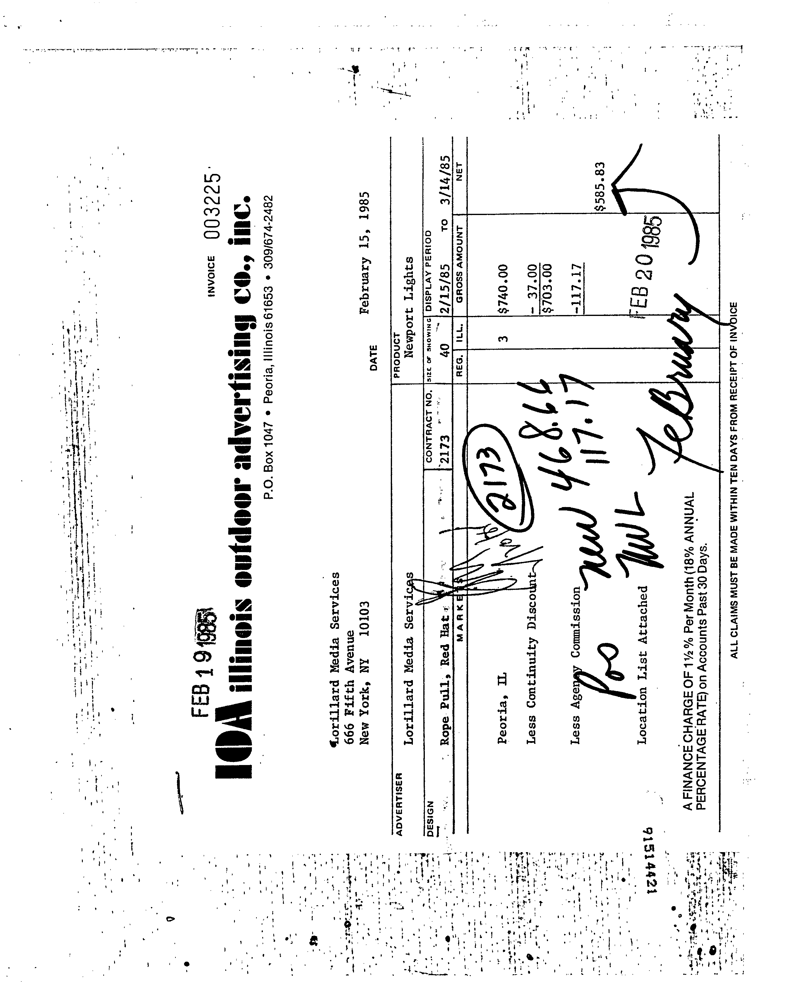 INVOICE 003225
FEB 19 1985
IOA illinois outdoor advertising co., inc.
P.O. Box 1047 • Peoria, Illinois 61653 • 309/674-2482
Lorillard Media Services
666 Fifth Avenue
New York, NY 10103
DATE February 15, 1985
ADVERTISER PRODUCT
Lorillard Media Services Newport Lights
DESIGN CONTRACT NO. SIZE OF SHOWING DISPLAY PERIOD
Rope Pull, Red Hat 2173 40 2/15/85 TO 3/14/85
MARKETS REG. ILL. GROSS AMOUNT NET
2173
Peoria, IL 3 $740.00
Less Continuity Discount - 37.00
$703.00
new 468.66
Less Agency Commission -117.17
117.17
$585.83
Pos
NWL
Location List Attached
FEB 20 1985
February
A FINANCE CHARGE OF 1½% Per Month (18% ANNUAL
PERCENTAGE RATE) on Accounts Past 30 Days.
ALL CLAIMS MUST BE MADE WITHIN TEN DAYS FROM RECEIPT OF INVOICE
91514421